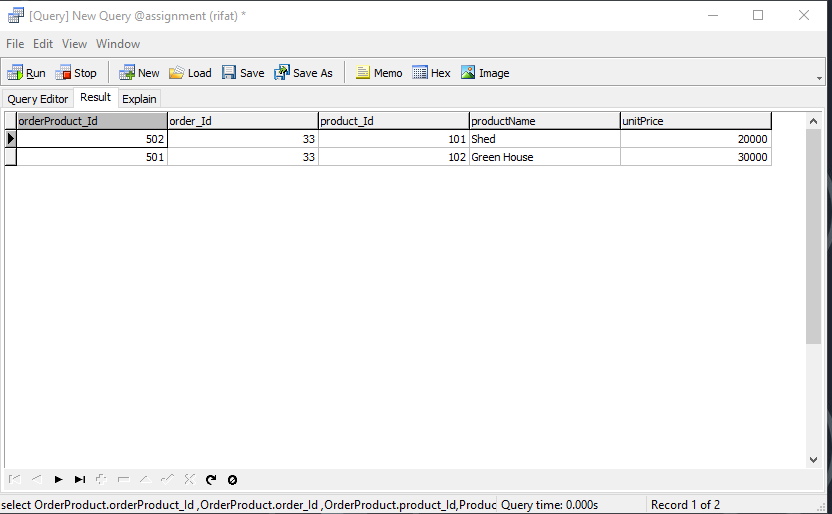 [Query] New Query @assignment (rifat) *
File Edit View Window
Run Stop New Load Save Save As Memo Hex Image
Query Editor Result Explain
orderProduct_Id order_Id product_Id productName unitPrice
502 33 101 Shed 20000
501 33 102 Green House 30000
select OrderProduct.orderProduct_Id ,OrderProduct.order_Id ,OrderProduct.product_Id,Produc Query time: 0.000s Record 1 of 2